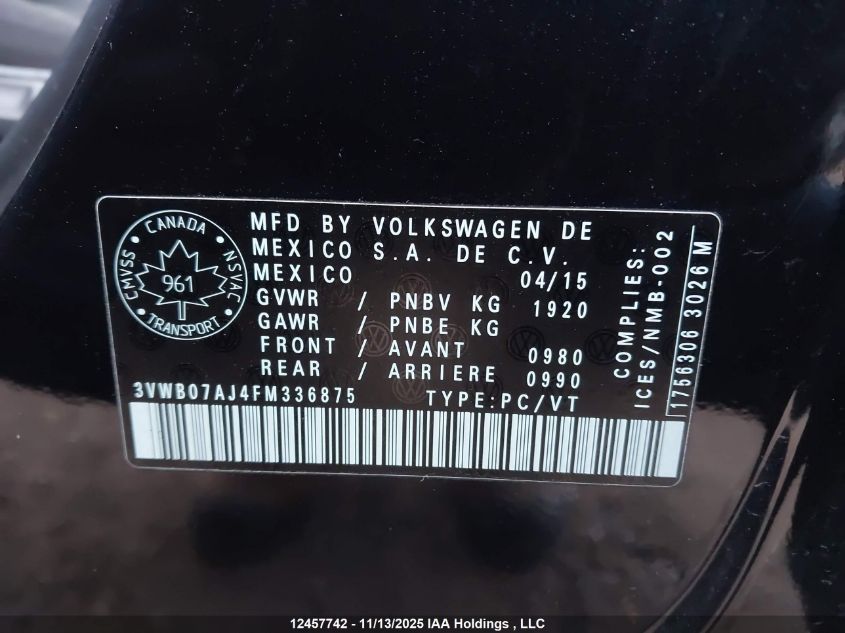 CANADA
CMVSS
NSVAC
961
TRANSPORT
MFD BY VOLKSWAGEN DE
MEXICO S.A. DE C.V.
MEXICO 04/15
GVWR / PNBV KG 1920
GAWR / PNBE KG
FRONT / AVANT 0980
REAR / ARRIERE 0990
3VWB07AJ4FM336875 TYPE:PC/VT
COMPLIES:
ICES/NMB-002
1756306 3026 M
12457742 - 11/13/2025 IAA Holdings , LLC